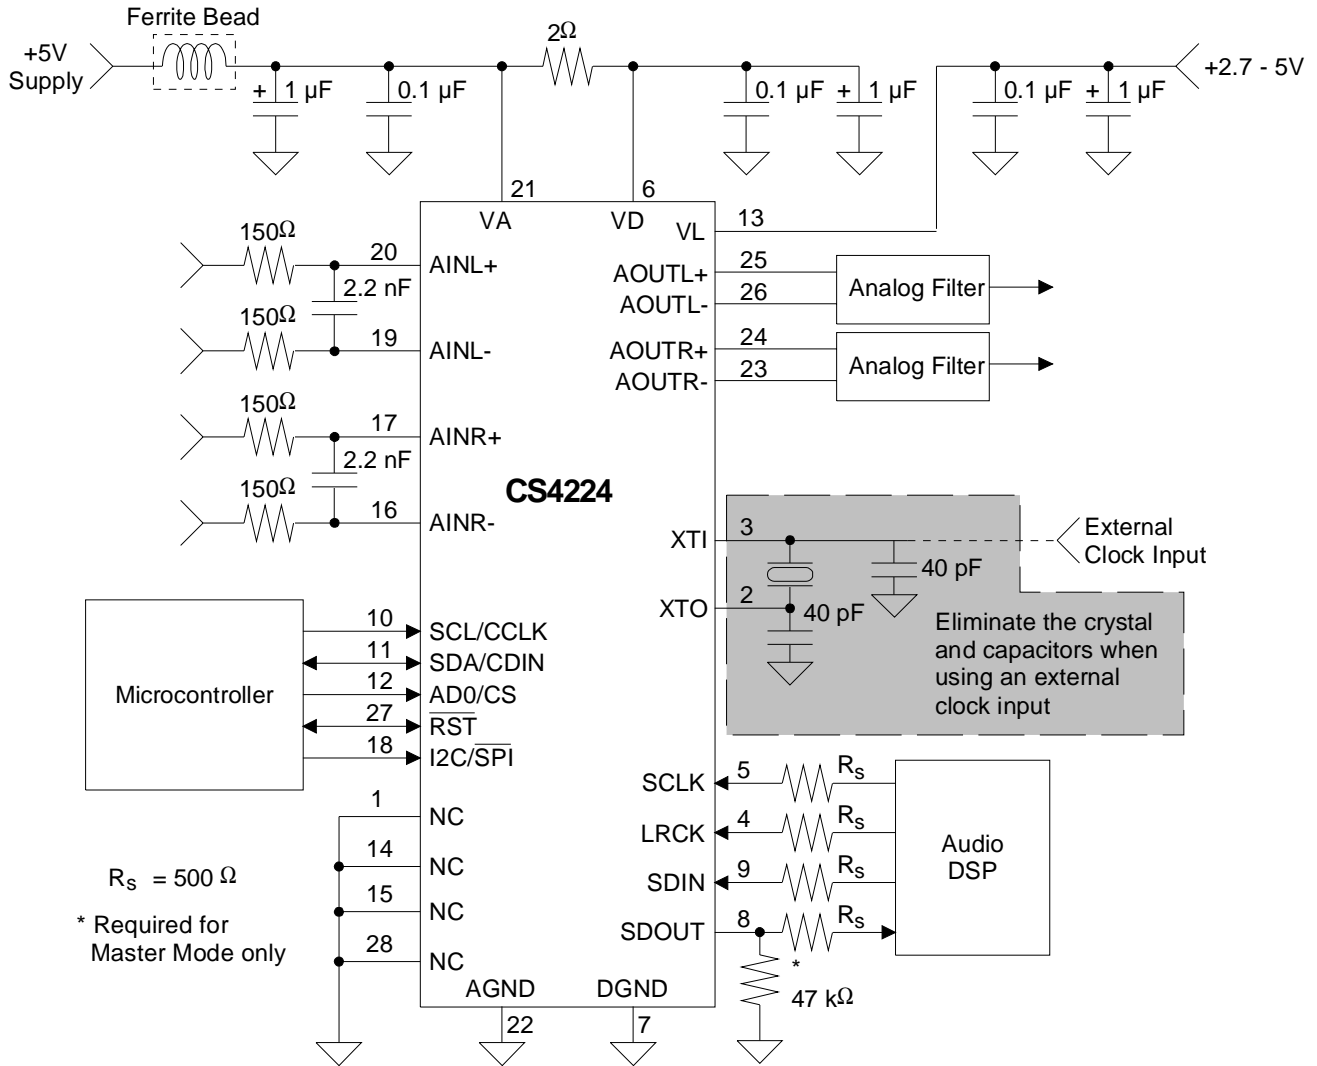 Ferrite Bead
+5V
Supply
2Ω
+ 1 µF
0.1 µF
0.1 µF
+ 1 µF
0.1 µF
+ 1 µF
+2.7 - 5V
21
6
VA
VD
VL
13
150Ω
20
AINL+
2.2 nF
150Ω
19
AINL-
150Ω
17
AINR+
2.2 nF
150Ω
16
AINR-
AOUTL+
25
AOUTL-
26
Analog Filter
AOUTR+
24
AOUTR-
23
Analog Filter
CS4224
XTI
3
External
Clock Input
40 pF
XTO
2
40 pF
Eliminate the crystal
and capacitors when
using an external
clock input
Microcontroller
10
SCL/CCLK
11
SDA/CDIN
12
AD0/CS
27
RST
18
I2C/SPI
1
NC
14
NC
15
NC
28
NC
SCLK
5
Rs
LRCK
4
Rs
SDIN
9
Rs
SDOUT
8
Rs
Audio
DSP
*
47 kΩ
Rs = 500 Ω
* Required for
Master Mode only
AGND
DGND
22
7